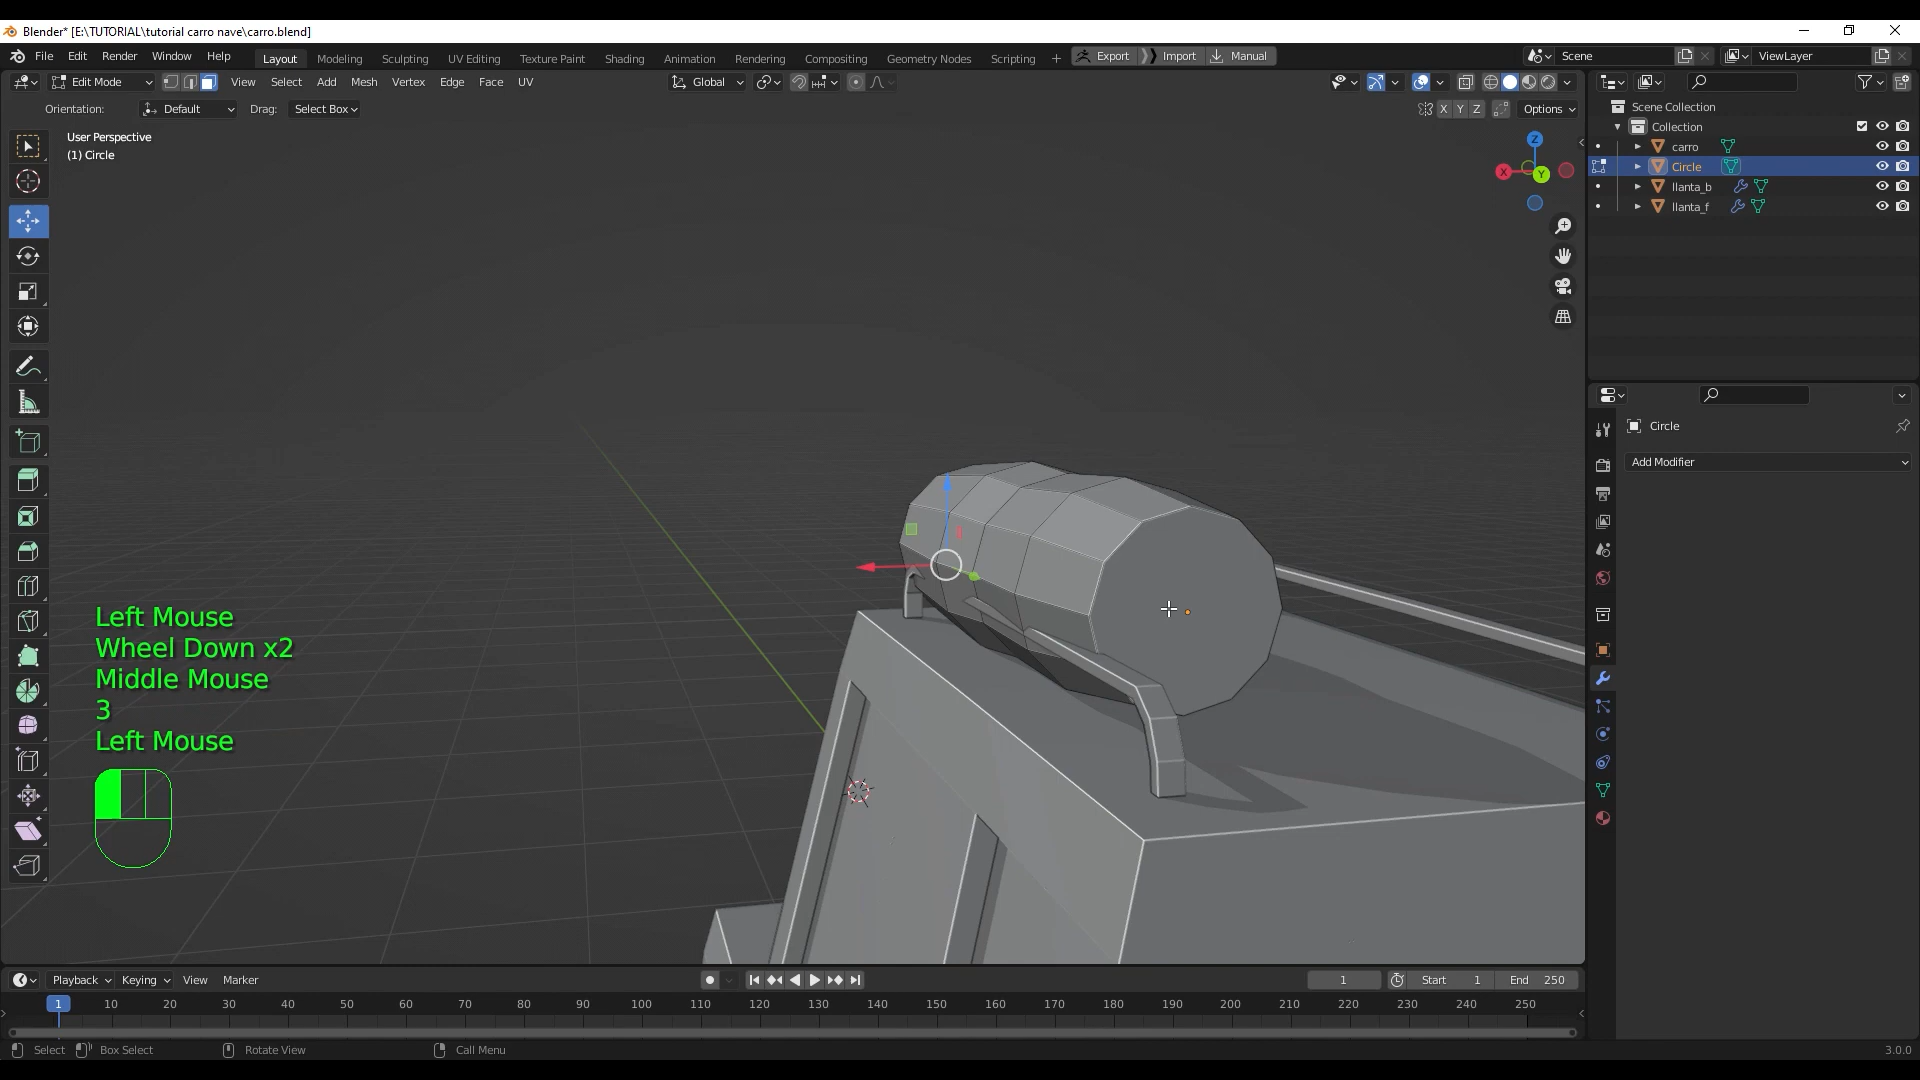 Blender* [E:\TUTORIAL\tutorial carro nave\carro.blend]
File Edit Render Window Help Layout Modeling Sculpting UV Editing Texture Paint Shading Animation Rendering Compositing Geometry Nodes Scripting + Export Import Manual Scene ViewLayer
Edit Mode View Select Add Mesh Vertex Edge Face UV Global
Orientation: Default Drag: Select Box X Y Z Options
User Perspective
(1) Circle
Z
X
Y
Scene Collection
Collection
carro
Circle
llanta_b
llanta_f
Circle
Add Modifier
Left Mouse
Wheel Down x2
Middle Mouse
3
Left Mouse
Playback Keying View Marker 1 Start 1 End 250
1 10 20 30 40 50 60 70 80 90 100 110 120 130 140 150 160 170 180 190 200 210 220 230 240 250
Select Box Select Rotate View Call Menu 3.0.0